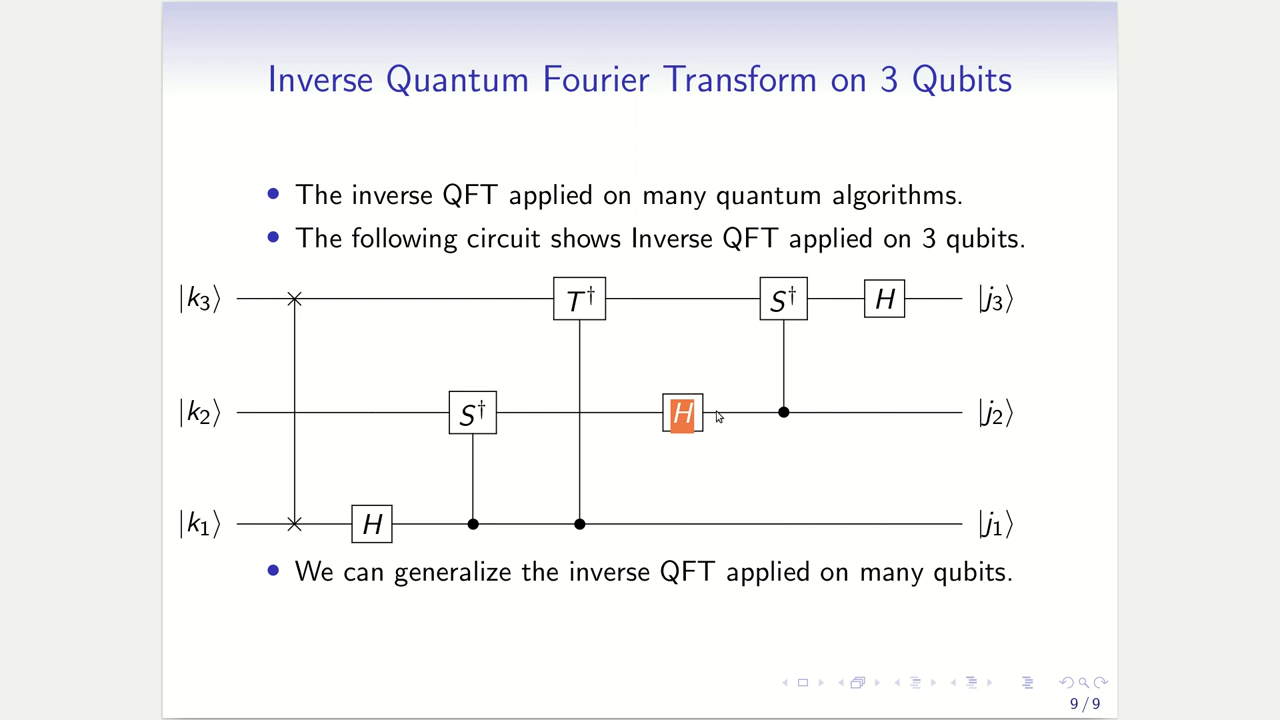 Inverse Quantum Fourier Transform on 3 Qubits
• The inverse QFT applied on many quantum algorithms.
• The following circuit shows Inverse QFT applied on 3 qubits.
|k₃⟩ T† S† H |j₃⟩
|k₂⟩ S† H |j₂⟩
|k₁⟩ H |j₁⟩
• We can generalize the inverse QFT applied on many qubits.
9 / 9